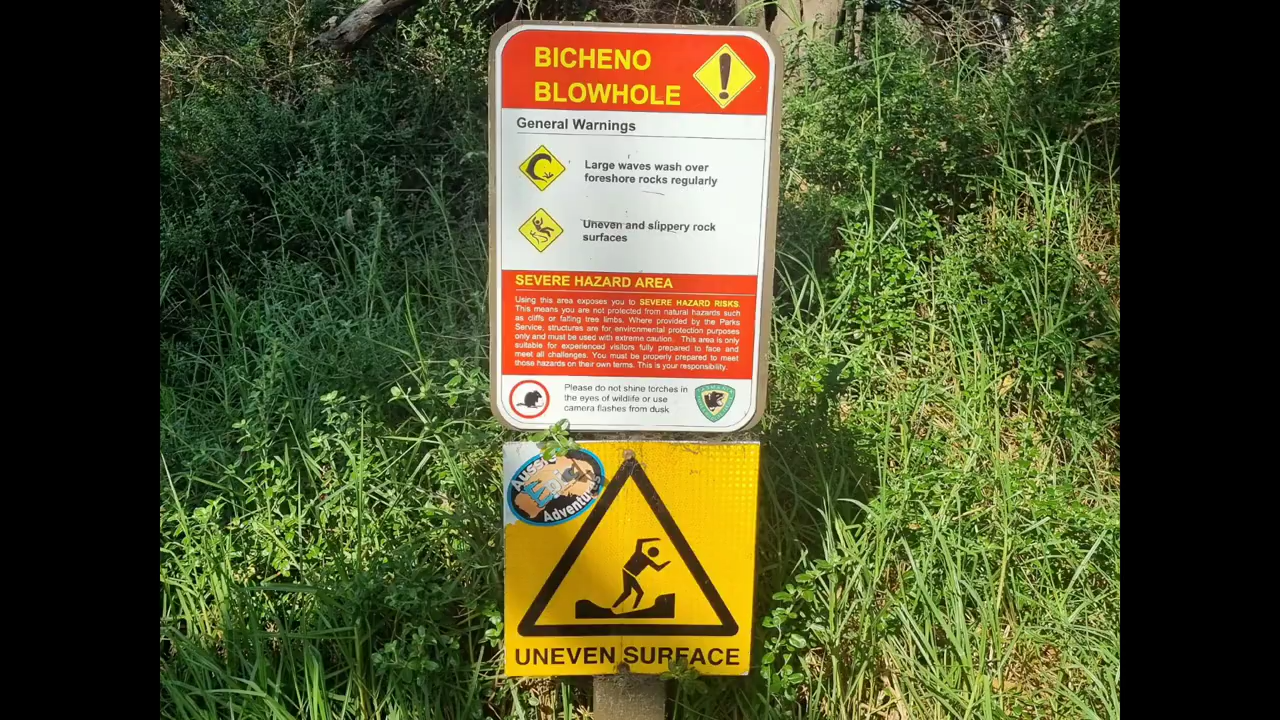 BICHENO
BLOWHOLE
General Warnings
Large waves wash over
foreshore rocks regularly
Uneven and slippery rock
surfaces
SEVERE HAZARD AREA
Using this area exposes you to SEVERE HAZARD RISKS.
This means you are not protected from natural hazards such
as cliffs or falling tree limbs. Where provided by the Parks
Service, structures are for environmental protection purposes
only and must be used with extreme caution. This area is only
suitable for experienced visitors fully prepared to face and
meet all challenges. You must be properly prepared to meet
those hazards on their own terms. This is your responsibility.
Please do not shine torches in
the eyes of wildlife or use
camera flashes from dusk
Aussie
Epic
Adventures
UNEVEN SURFACE